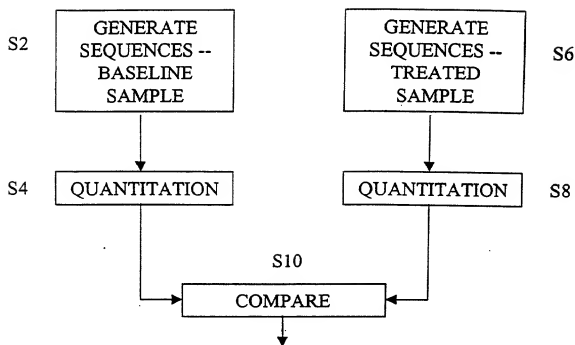 S2
GENERATE
SEQUENCES --
BASELINE
SAMPLE
GENERATE
SEQUENCES --
TREATED
SAMPLE
S6
S4
QUANTITATION
QUANTITATION
S8
S10
COMPARE